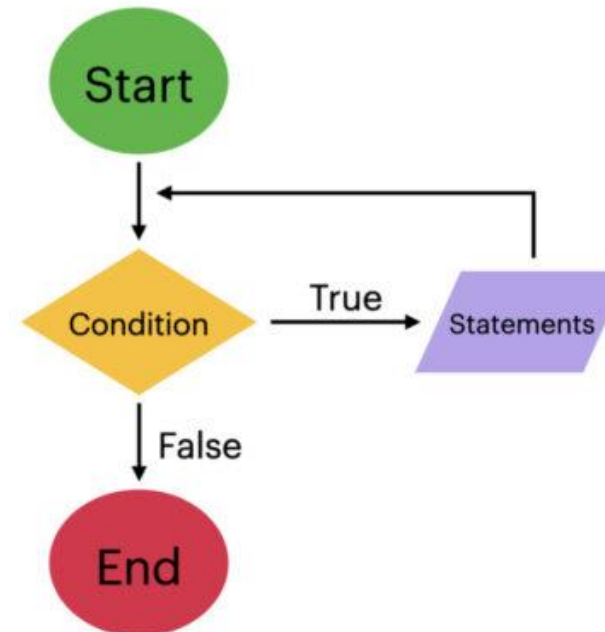 Start
Condition
True
Statements
False
End